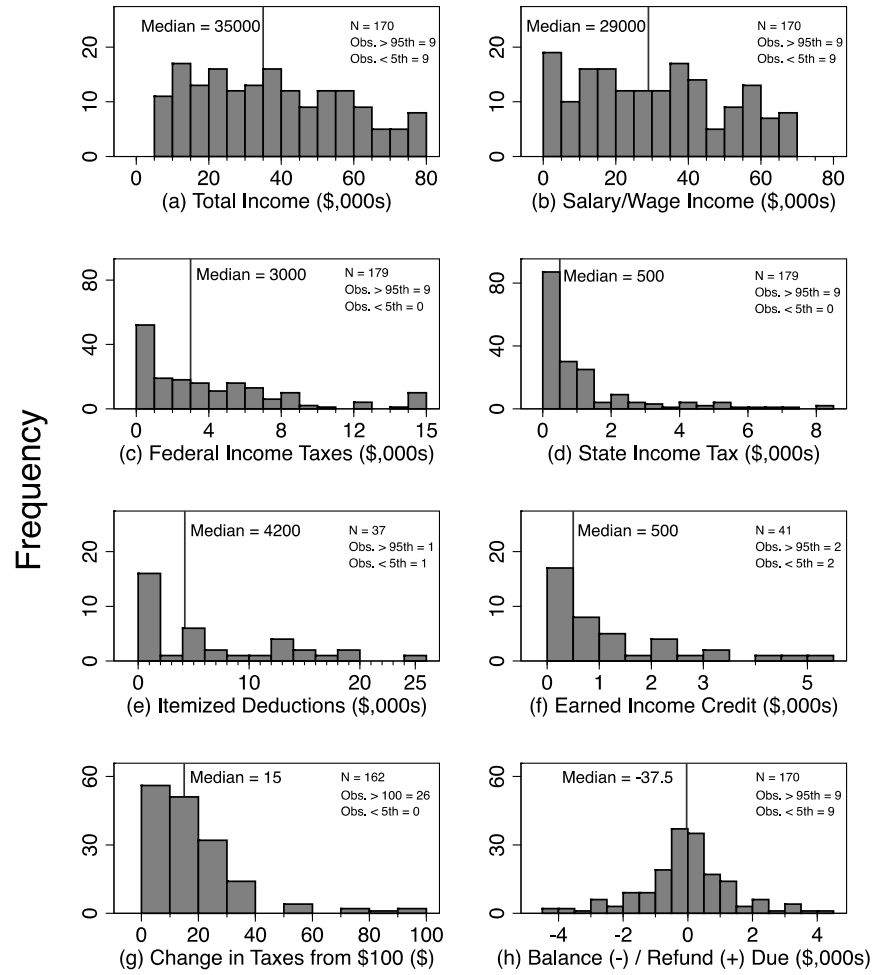 Frequency
Median = 35000
N = 170
Obs. > 95th = 9
Obs. < 5th = 9
20
10
0
0 20 40 60 80
(a) Total Income ($,000s)
Median = 29000
N = 170
Obs. > 95th = 9
Obs. < 5th = 9
20
10
0
0 20 40 60 80
(b) Salary/Wage Income ($,000s)
Median = 3000
N = 179
Obs. > 95th = 9
Obs. < 5th = 0
80
40
0
0 4 8 12 15
(c) Federal Income Taxes ($,000s)
Median = 500
N = 179
Obs. > 95th = 9
Obs. < 5th = 0
80
40
0
0 2 4 6 8
(d) State Income Tax ($,000s)
Median = 4200
N = 37
Obs. > 95th = 1
Obs. < 5th = 1
20
10
0
0 10 20 25
(e) Itemized Deductions ($,000s)
Median = 500
N = 41
Obs. > 95th = 2
Obs. < 5th = 2
20
10
0
0 1 2 3 5
(f) Earned Income Credit ($,000s)
Median = 15
N = 162
Obs. > 100 = 26
Obs. < 5th = 0
60
30
0
0 20 40 60 80 100
(g) Change in Taxes from $100 ($)
Median = -37.5
N = 170
Obs. > 95th = 9
Obs. < 5th = 9
60
30
0
-4 -2 0 2 4
(h) Balance (-) / Refund (+) Due ($,000s)